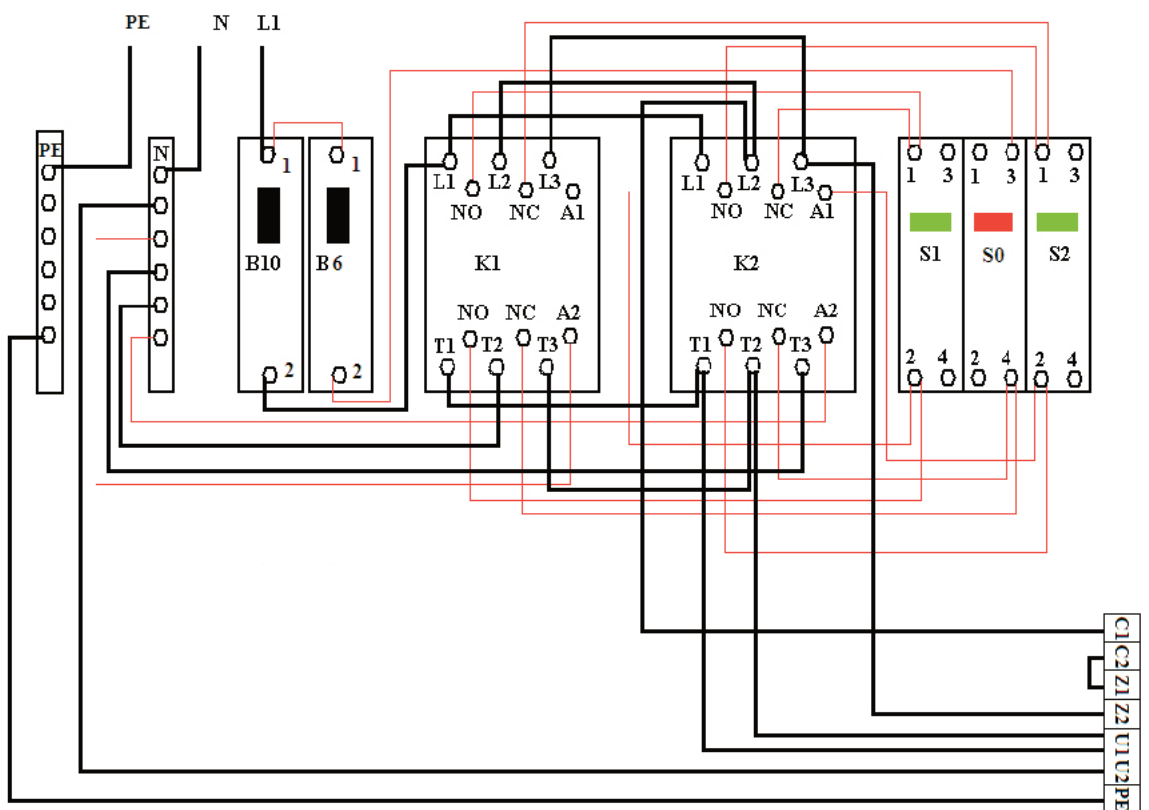 PE N L1
PE N 1 1
L1 L2 L3 L1 L2 L3 1 3 1 3 1 3
NO NC A1 NO NC A1
B10 B6 K1 K2 S1 S0 S2
NO NC A2 NO NC A2
T1 T2 T3 T1 T2 T3
2 2 2 4 2 4 2 4
C1
C2
Z1
Z2
U1
U2
PE